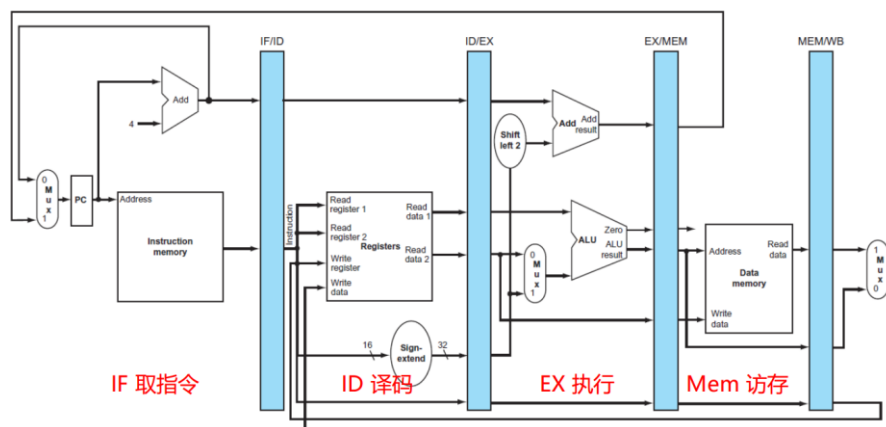 IF/ID
ID/EX
EX/MEM
MEM/WB
Add
4
Shift
left 2
Add
Add
result
0
M
u
x
1
PC
Address
Instruction
memory
Instruction
Read
register 1
Read
register 2
Registers
Write
register
Write
data
Read
data 1
Read
data 2
16
Sign-
extend
32
0
M
u
x
1
Zero
ALU
ALU
result
Address
Read
data
Data
memory
Write
data
1
M
u
x
0
IF 取指令
ID 译码
EX 执行
Mem 访存